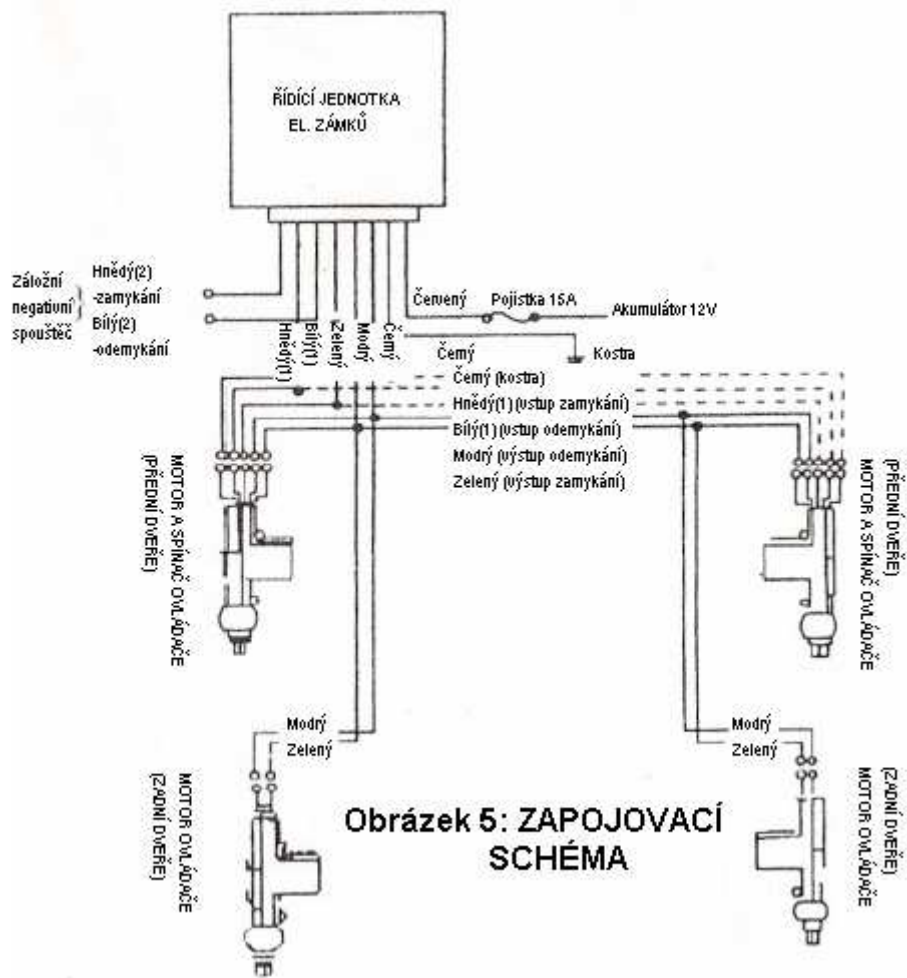 ŘÍDÍCÍ JEDNOTKA
EL. ZÁMKŮ
Záložní
negativní
spouštěč
Hnědý(2)
-zamykání
Bílý(2)
-odemykání
Hnědý(1)
Bílý(1)
Zelený
Modrý
Černý
Červený
Pojistka 15A
Akumulátor 12V
Černý
Kostra
Černý (kostra)
Hnědý(1) (vstup zamykání)
Bílý(1) (vstup odemykání)
Modrý (výstup odemykání)
Zelený (výstup zamykání)
MOTOR A SPÍNAČ OVLÁDAČE
(PŘEDNÍ DVEŘE)
(PŘEDNÍ DVEŘE)
MOTOR A SPÍNAČ OVLÁDAČE
Modrý
Zelený
Modrý
Zelený
MOTOR OVLÁDAČE
(ZADNÍ DVEŘE)
(ZADNÍ DVEŘE)
MOTOR OVLÁDAČE
Obrázek 5: ZAPOJOVACÍ
SCHÉMA